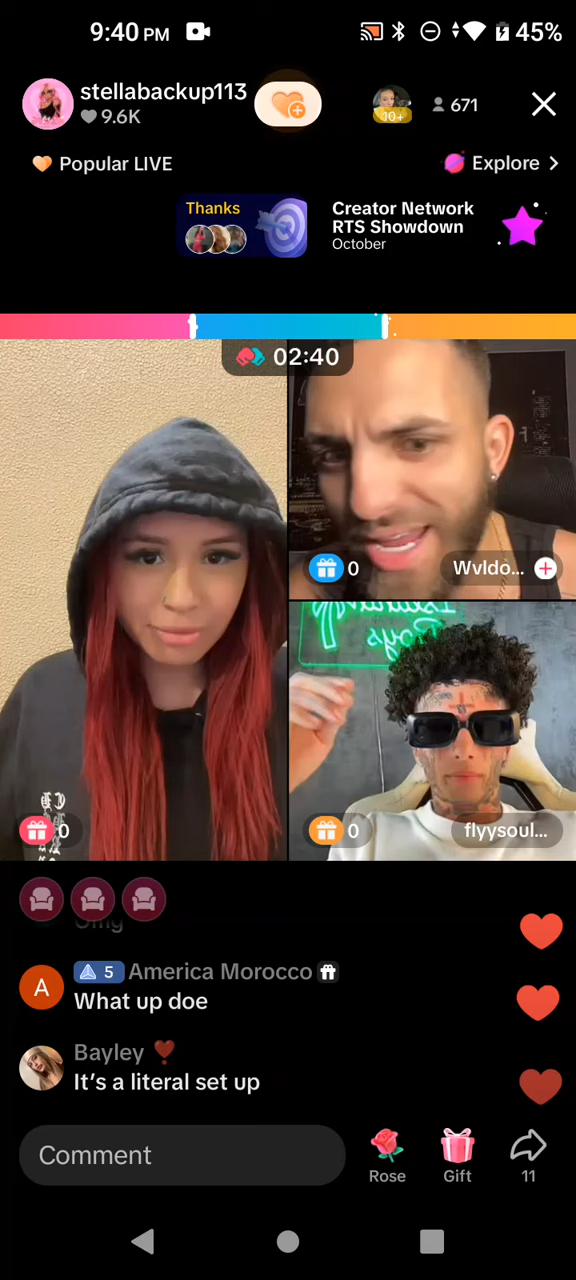 9:40 PM
45%
stellabackup113
9.6K
10+
671
Popular LIVE
Explore >
Thanks
Creator Network
RTS Showdown
October
02:40
0
Wvldo...
0
0
flyysoul...
Omg
5 America Morocco
What up doe
A
Bayley
It's a literal set up
Comment
Rose
Gift
11